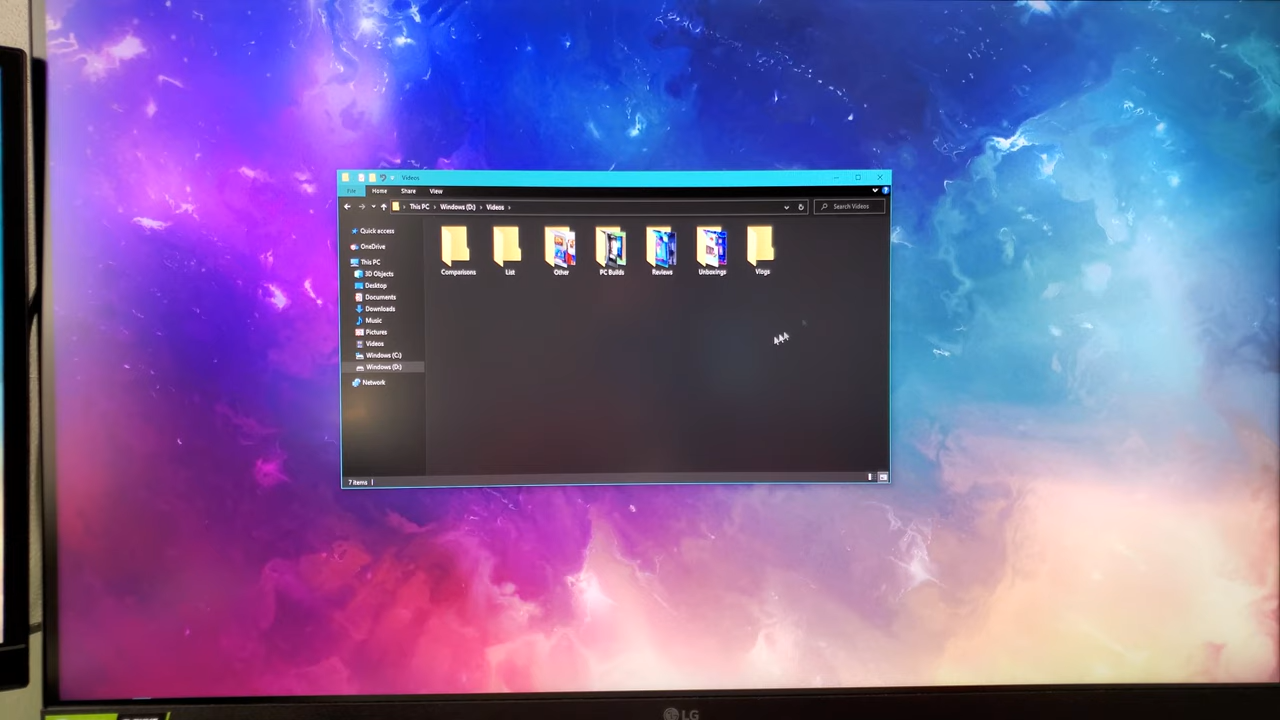 Videos
File Home Share View
This PC > Windows (D:) > Videos >
Search Videos
Quick access
OneDrive
This PC
3D Objects
Desktop
Documents
Downloads
Music
Pictures
Videos
Windows (C:)
Windows (D:)
Network
Comparisons List Other PC Builds Reviews Unboxings Vlogs
7 items
LG